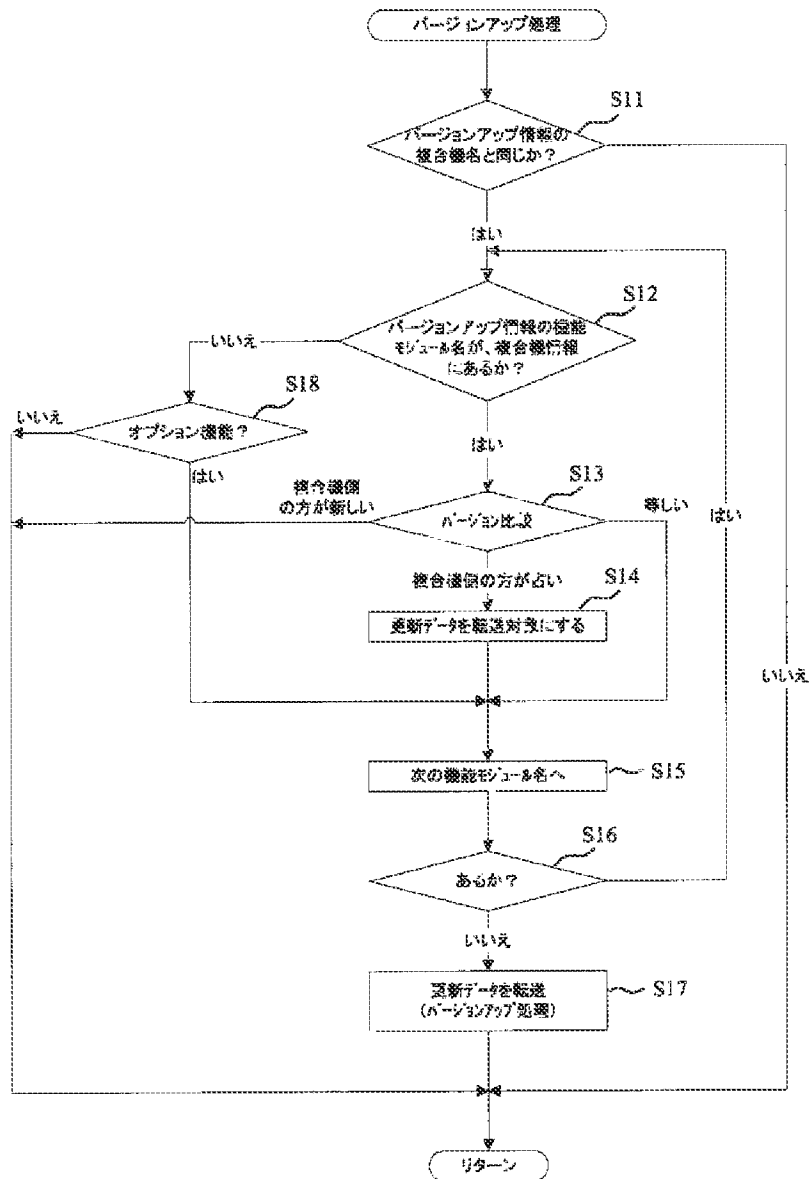 バージョンアップ処理
S11
バージョンアップ情報の
複合機名と同じか？
はい
S12
バージョンアップ情報の機能
モジュール名が、複合機情報
にあるか？
いいえ
S18
いいえ
オプション機能？
はい
はい
S13
複合機側
の方が新しい
バージョン比較
等しい
はい
複合機側の方が古い
S14
更新データを転送対象にする
いいえ
次の機能モジュール名へ
S15
S16
あるか？
いいえ
更新データを転送
(バージョンアップ処理)
S17
リターン